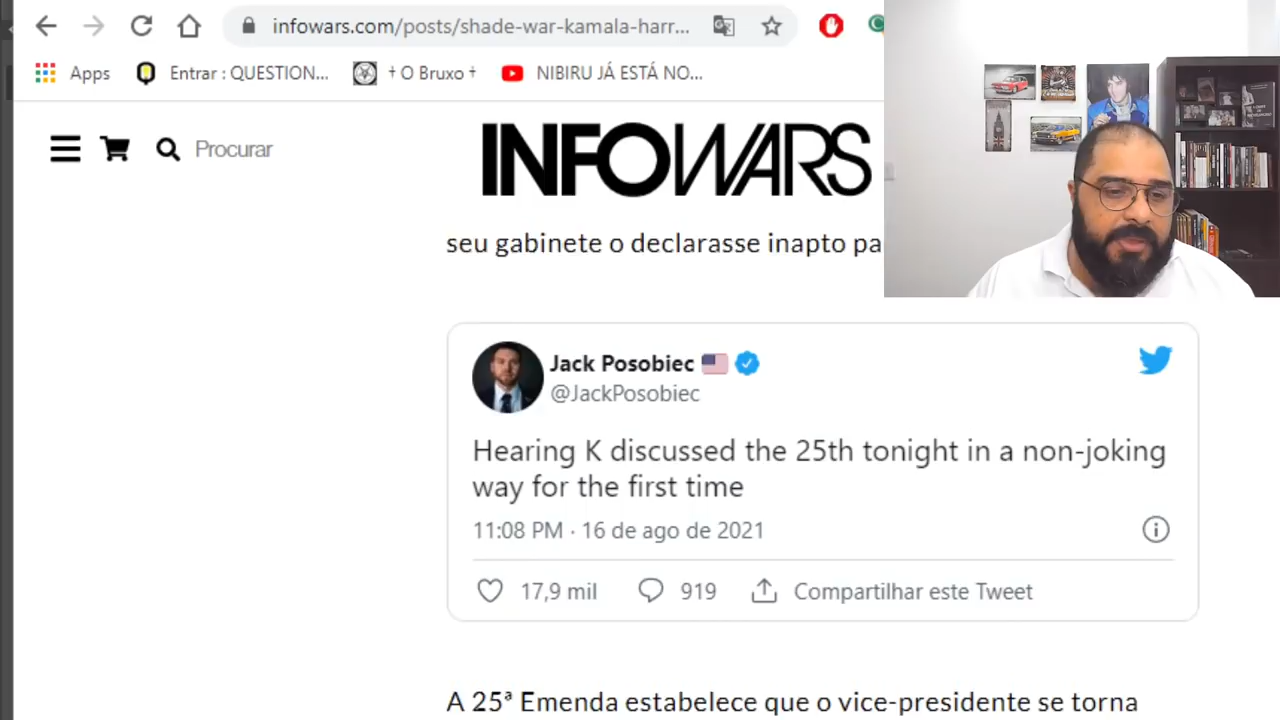 infowars.com/posts/shade-war-kamala-harr...
Apps
Entrar : QUESTION...
† O Bruxo †
NIBIRU JÁ ESTÁ NO...
Procurar
INFOWARS
seu gabinete o declarasse inapto pa
Jack Posobiec
@JackPosobiec
Hearing K discussed the 25th tonight in a non-joking
way for the first time
11:08 PM · 16 de ago de 2021
17,9 mil
919
Compartilhar este Tweet
A 25ª Emenda estabelece que o vice-presidente se torna